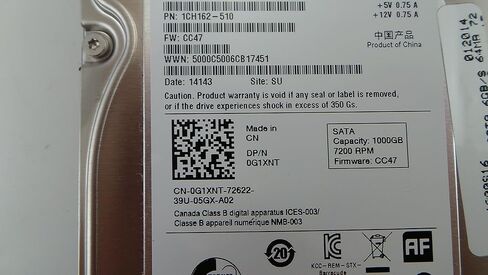 +5V 0.75 A
+12V 0.75 A
PN: 1CH162-510
FW: CC47
WWN: 5000C5006CB17451
中国产品
Product of China
Date: 14143 Site: SU
Caution. Product warranty is void if any seal or label is removed,
or if the drive experiences shock in excess of 350 Gs.
Made in
CN
DP/N
0G1XNT
SATA
Capacity: 1000GB
7200 RPM
Firmware: CC47
CN-0G1XNT-72622-
39U-05GX-A02
Canada Class B digital apparatus ICES-003/
Classe B appareil numérique NMB-003
20
KCC-REM-STX-
Barracuda
AF
012014
64MA 72
6GB/S